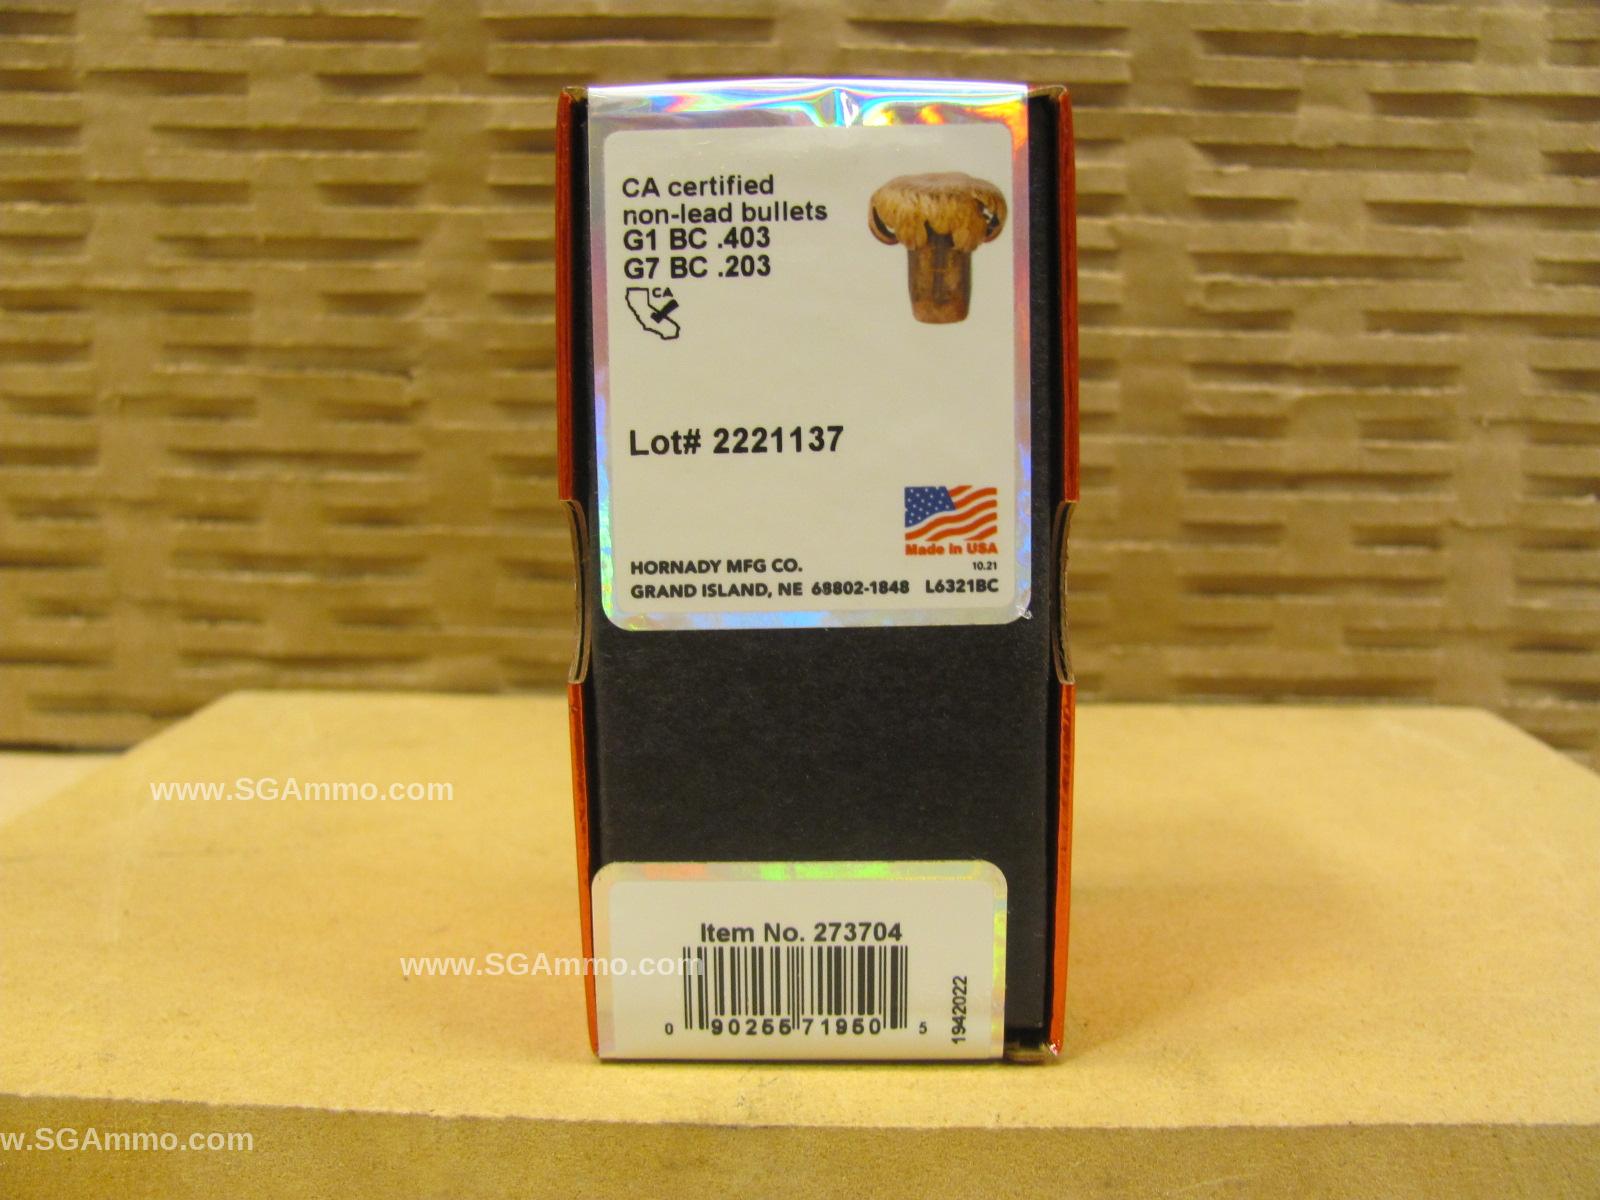 CA certified
non-lead bullets
G1 BC .403
G7 BC .203
CA
Lot# 2221137
Made in USA
10.21
HORNADY MFG CO.
GRAND ISLAND, NE 68802-1848 L6321BC
www.SGAmmo.com
Item No. 273704
www.SGAmmo.com
0 90255 71950 5
1942022
w.SGAmmo.com